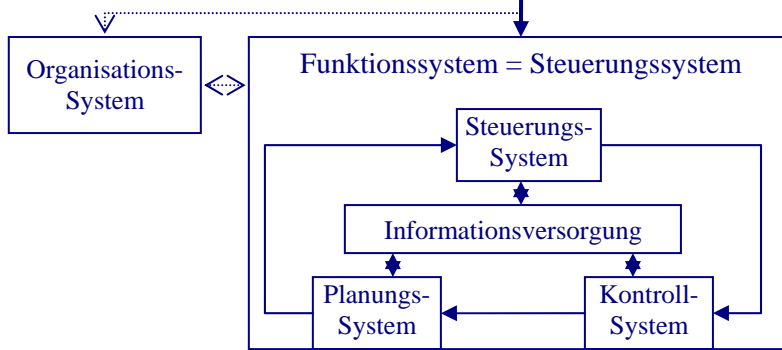 Organisations-
System
Funktionssystem = Steuerungssystem
Steuerungs-
System
Informationsversorgung
Planungs-
System
Kontroll-
System